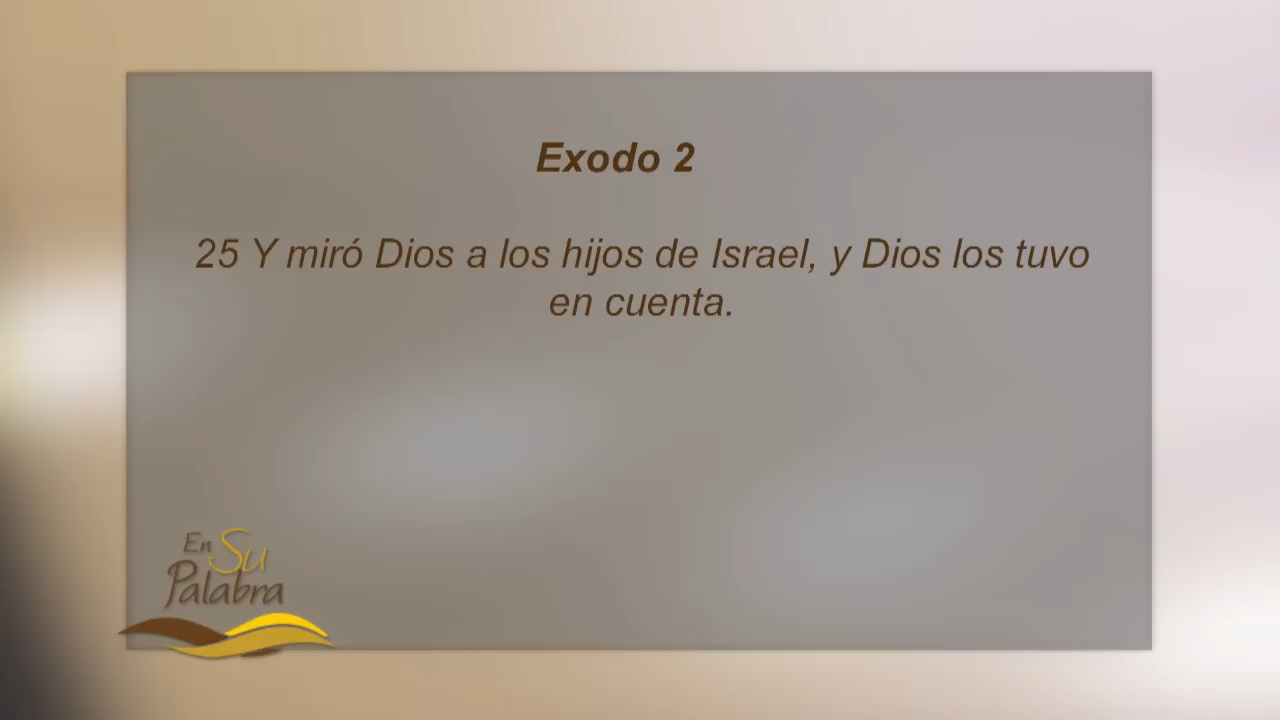 Exodo 2
25 Y miró Dios a los hijos de Israel, y Dios los tuvo
en cuenta.
En Su
Palabra